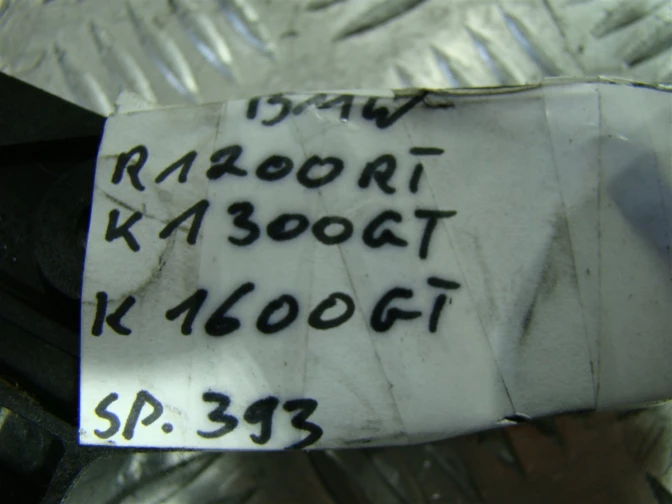 BMW
R1200RT
K1300GT
K1600GT
SP. 393